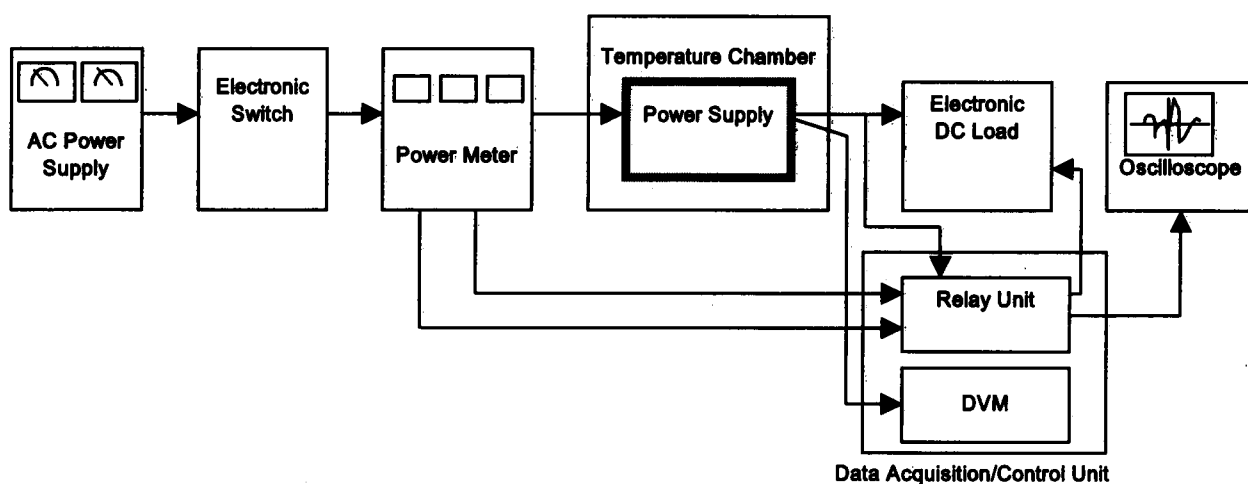 AC Power
Supply
Electronic
Switch
Power Meter
Temperature Chamber
Power Supply
Electronic
DC Load
Oscilloscope
Relay Unit
DVM
Data Acquisition/Control Unit